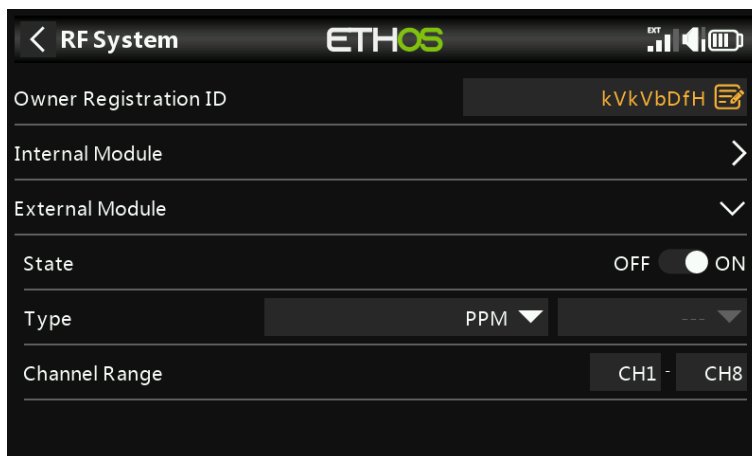 RF System ETHOS EXT
Owner Registration ID kVkVbDfH
Internal Module
External Module
State OFF ON
Type PPM ---
Channel Range CH1 - CH8